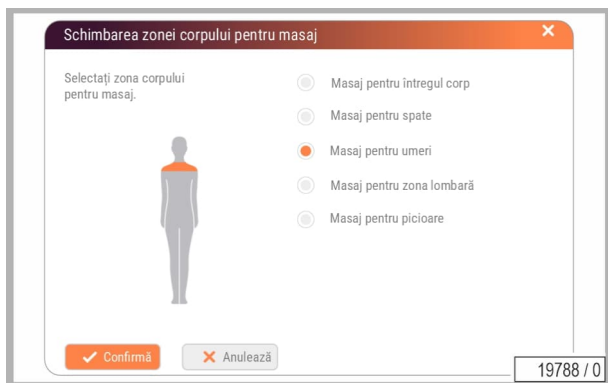 Schimbarea zonei corpului pentru masaj
Selectați zona corpului
pentru masaj.
Masaj pentru întregul corp
Masaj pentru spate
Masaj pentru umeri
Masaj pentru zona lombară
Masaj pentru picioare
Confirmă
Anulează
19788 / 0